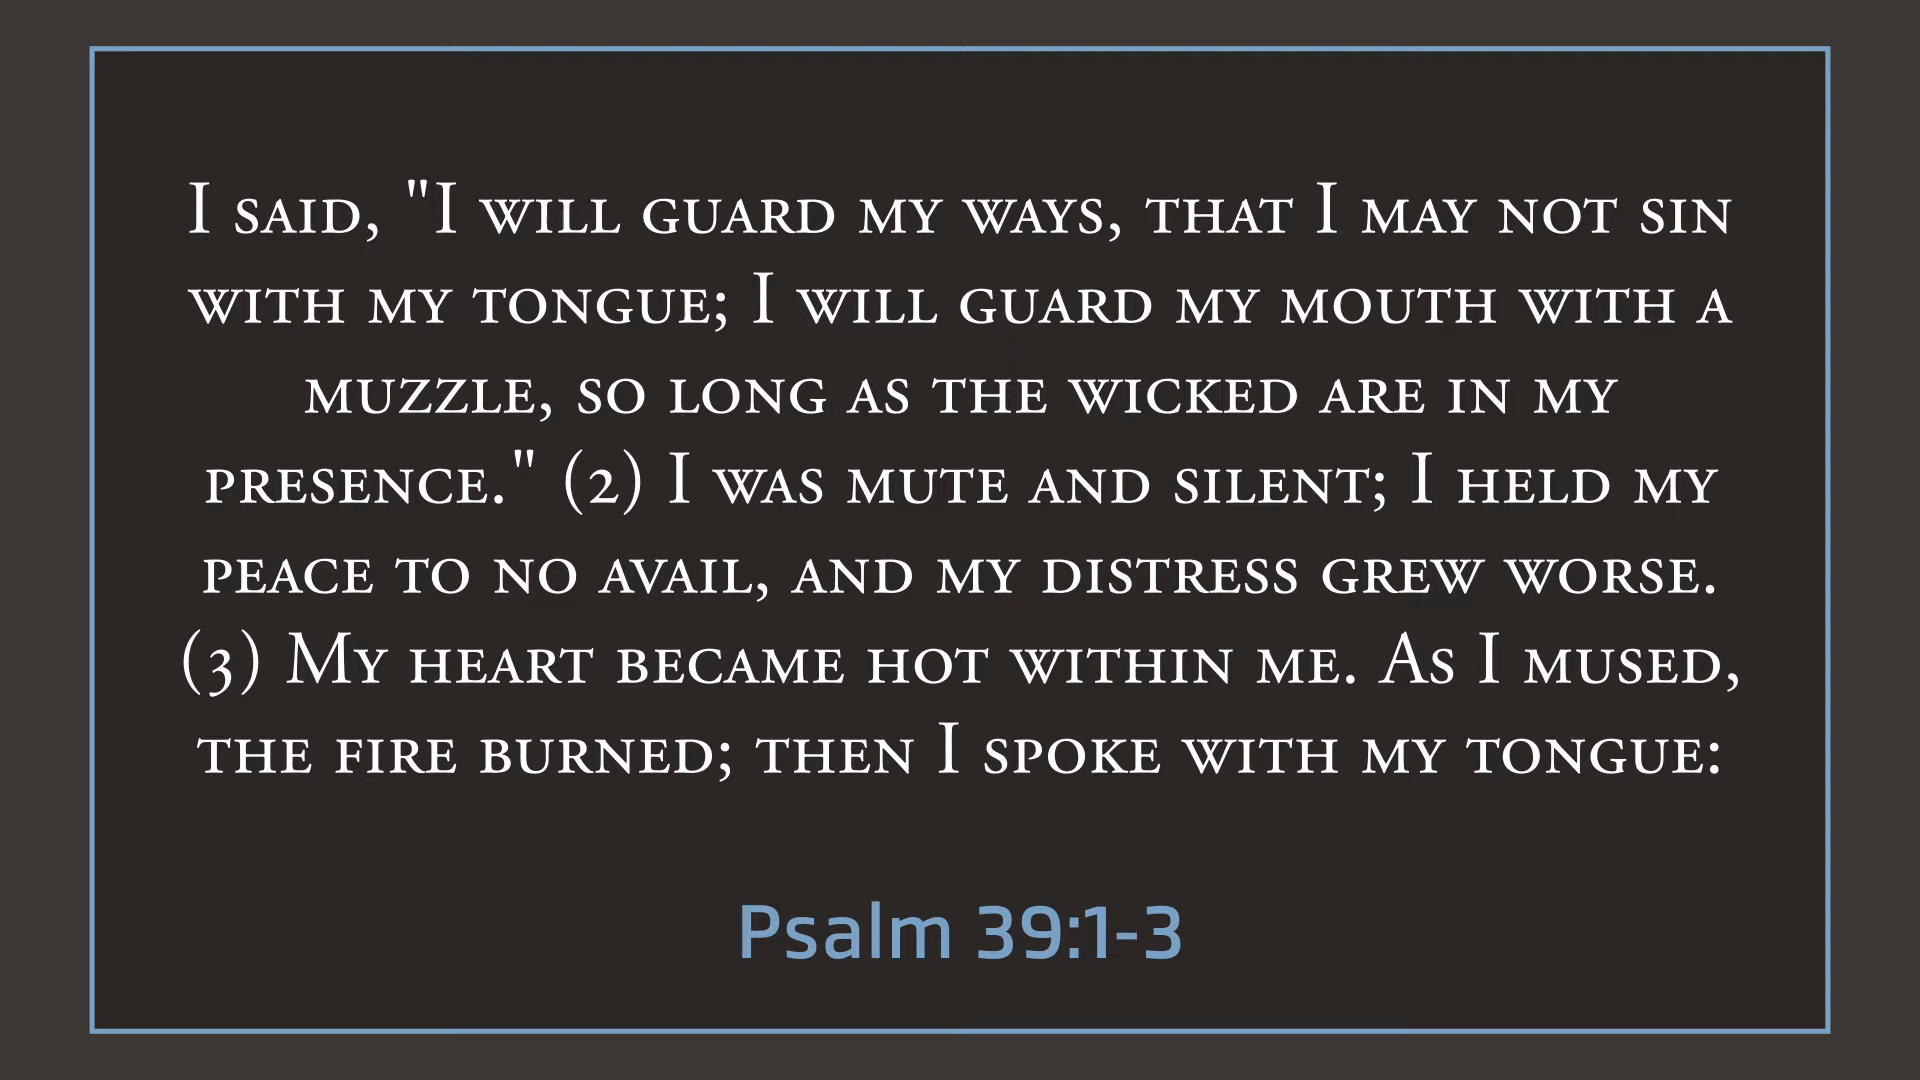 I said, "I will guard my ways, that I may not sin
with my tongue; I will guard my mouth with a
muzzle, so long as the wicked are in my
presence." (2) I was mute and silent; I held my
peace to no avail, and my distress grew worse.
(3) My heart became hot within me. As I mused,
the fire burned; then I spoke with my tongue:
Psalm 39:1-3